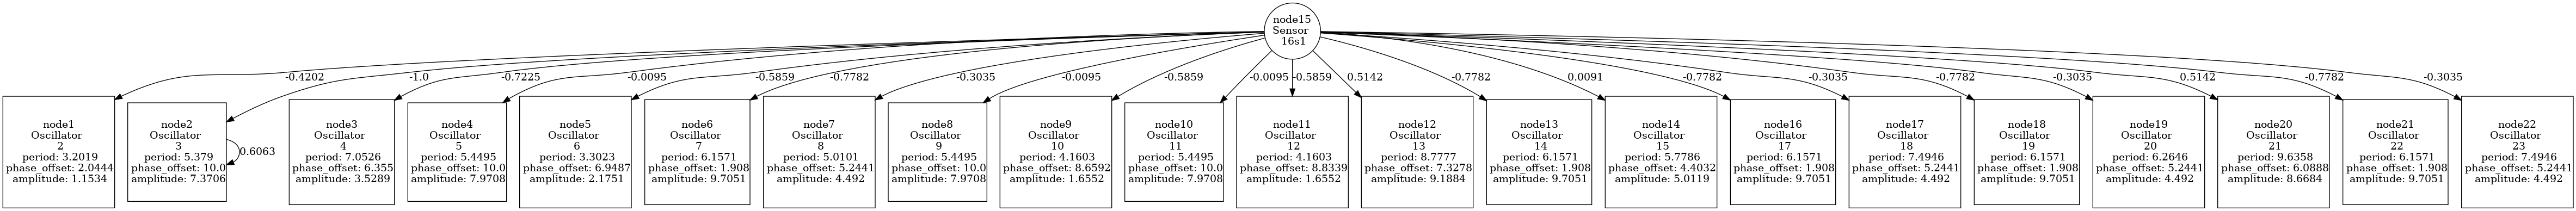 node15
Sensor
16s1
-0.4202
-1.0
-0.7225
-0.0095
-0.5859
-0.7782
-0.3035
-0.0095
-0.5859
-0.0095
-0.5859
0.5142
-0.7782
0.0091
-0.7782
-0.3035
-0.7782
-0.3035
0.5142
-0.7782
-0.3035
node1
Oscillator
2
period: 3.2019
phase_offset: 2.0444
amplitude: 1.1534
node2
Oscillator
3
period: 5.379
phase_offset: 10.0
amplitude: 7.3706
0.6063
node3
Oscillator
4
period: 7.0526
phase_offset: 6.355
amplitude: 3.5289
node4
Oscillator
5
period: 5.4495
phase_offset: 10.0
amplitude: 7.9708
node5
Oscillator
6
period: 3.3023
phase_offset: 6.9487
amplitude: 2.1751
node6
Oscillator
7
period: 6.1571
phase_offset: 1.908
amplitude: 9.7051
node7
Oscillator
8
period: 5.0101
phase_offset: 5.2441
amplitude: 4.492
node8
Oscillator
9
period: 5.4495
phase_offset: 10.0
amplitude: 7.9708
node9
Oscillator
10
period: 4.1603
phase_offset: 8.6592
amplitude: 1.6552
node10
Oscillator
11
period: 5.4495
phase_offset: 10.0
amplitude: 7.9708
node11
Oscillator
12
period: 4.1603
phase_offset: 8.8339
amplitude: 1.6552
node12
Oscillator
13
period: 8.7777
phase_offset: 7.3278
amplitude: 9.1884
node13
Oscillator
14
period: 6.1571
phase_offset: 1.908
amplitude: 9.7051
node14
Oscillator
15
period: 5.7786
phase_offset: 4.4032
amplitude: 5.0119
node16
Oscillator
17
period: 6.1571
phase_offset: 1.908
amplitude: 9.7051
node17
Oscillator
18
period: 7.4946
phase_offset: 5.2441
amplitude: 4.492
node18
Oscillator
19
period: 6.1571
phase_offset: 1.908
amplitude: 9.7051
node19
Oscillator
20
period: 6.2646
phase_offset: 5.2441
amplitude: 4.492
node20
Oscillator
21
period: 9.6358
phase_offset: 6.0888
amplitude: 8.6684
node21
Oscillator
22
period: 6.1571
phase_offset: 1.908
amplitude: 9.7051
node22
Oscillator
23
period: 7.4946
phase_offset: 5.2441
amplitude: 4.492